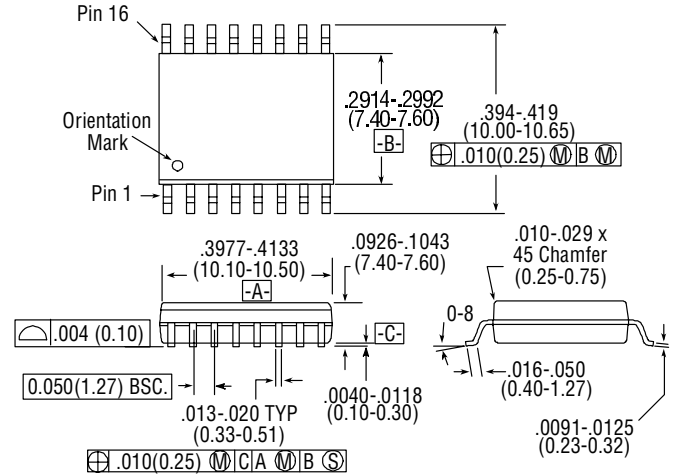 Pin 16
.2914-.2992
(7.40-7.60)
-B-
.394-.419
(10.00-10.65)
⌖ .010(0.25) Ⓜ B Ⓜ
Orientation
Mark
Pin 1
.3977-.4133
(10.10-10.50)
-A-
.0926-.1043
(7.40-7.60)
.010-.029 x
45 Chamfer
(0.25-0.75)
.004 (0.10)
-C-
0-8
0.050(1.27) BSC.
.013-.020 TYP
(0.33-0.51)
.0040-.0118
(0.10-0.30)
.016-.050
(0.40-1.27)
.0091-.0125
(0.23-0.32)
⌖ .010(0.25) Ⓜ C A Ⓜ B Ⓢ